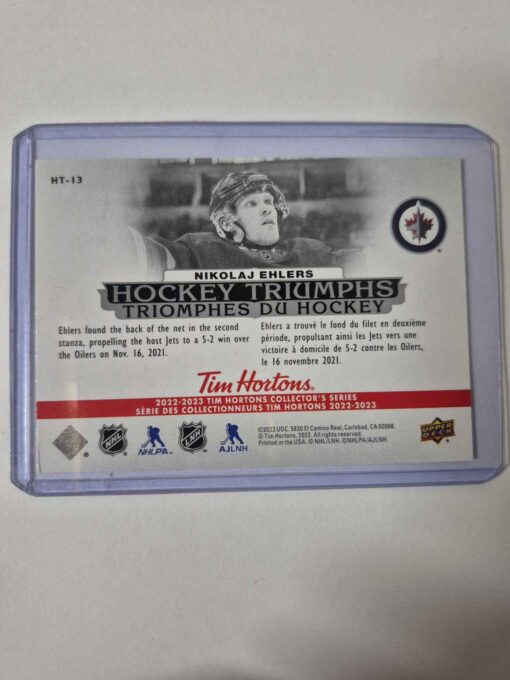 HT-13
NIKOLAJ EHLERS
HOCKEY TRIUMPHS
TRIOMPHES DU HOCKEY
Ehlers found the back of the net in the second
stanza, propelling the host Jets to a 5-2 win over
the Oilers on Nov. 16, 2021.
Ehlers a trouvé le fond du filet en deuxième
période, propulsant ainsi les Jets vers une
victoire à domicile de 5-2 contre les Oilers,
le 16 novembre 2021.
Tim Hortons®
2022-2023 TIM HORTONS COLLECTOR'S SERIES
SÉRIE DES COLLECTIONNEURS TIM HORTONS 2022-2023
NHL
NHLPA
LNH
AJLNH
©2022 UDC. 5830 El Camino Real, Carlsbad, CA 92008.
© Tim Hortons, 2022. All rights reserved.
Printed in the USA. © NHL/LNH. ©NHLPA/AJLNH.
UPPER
DECK